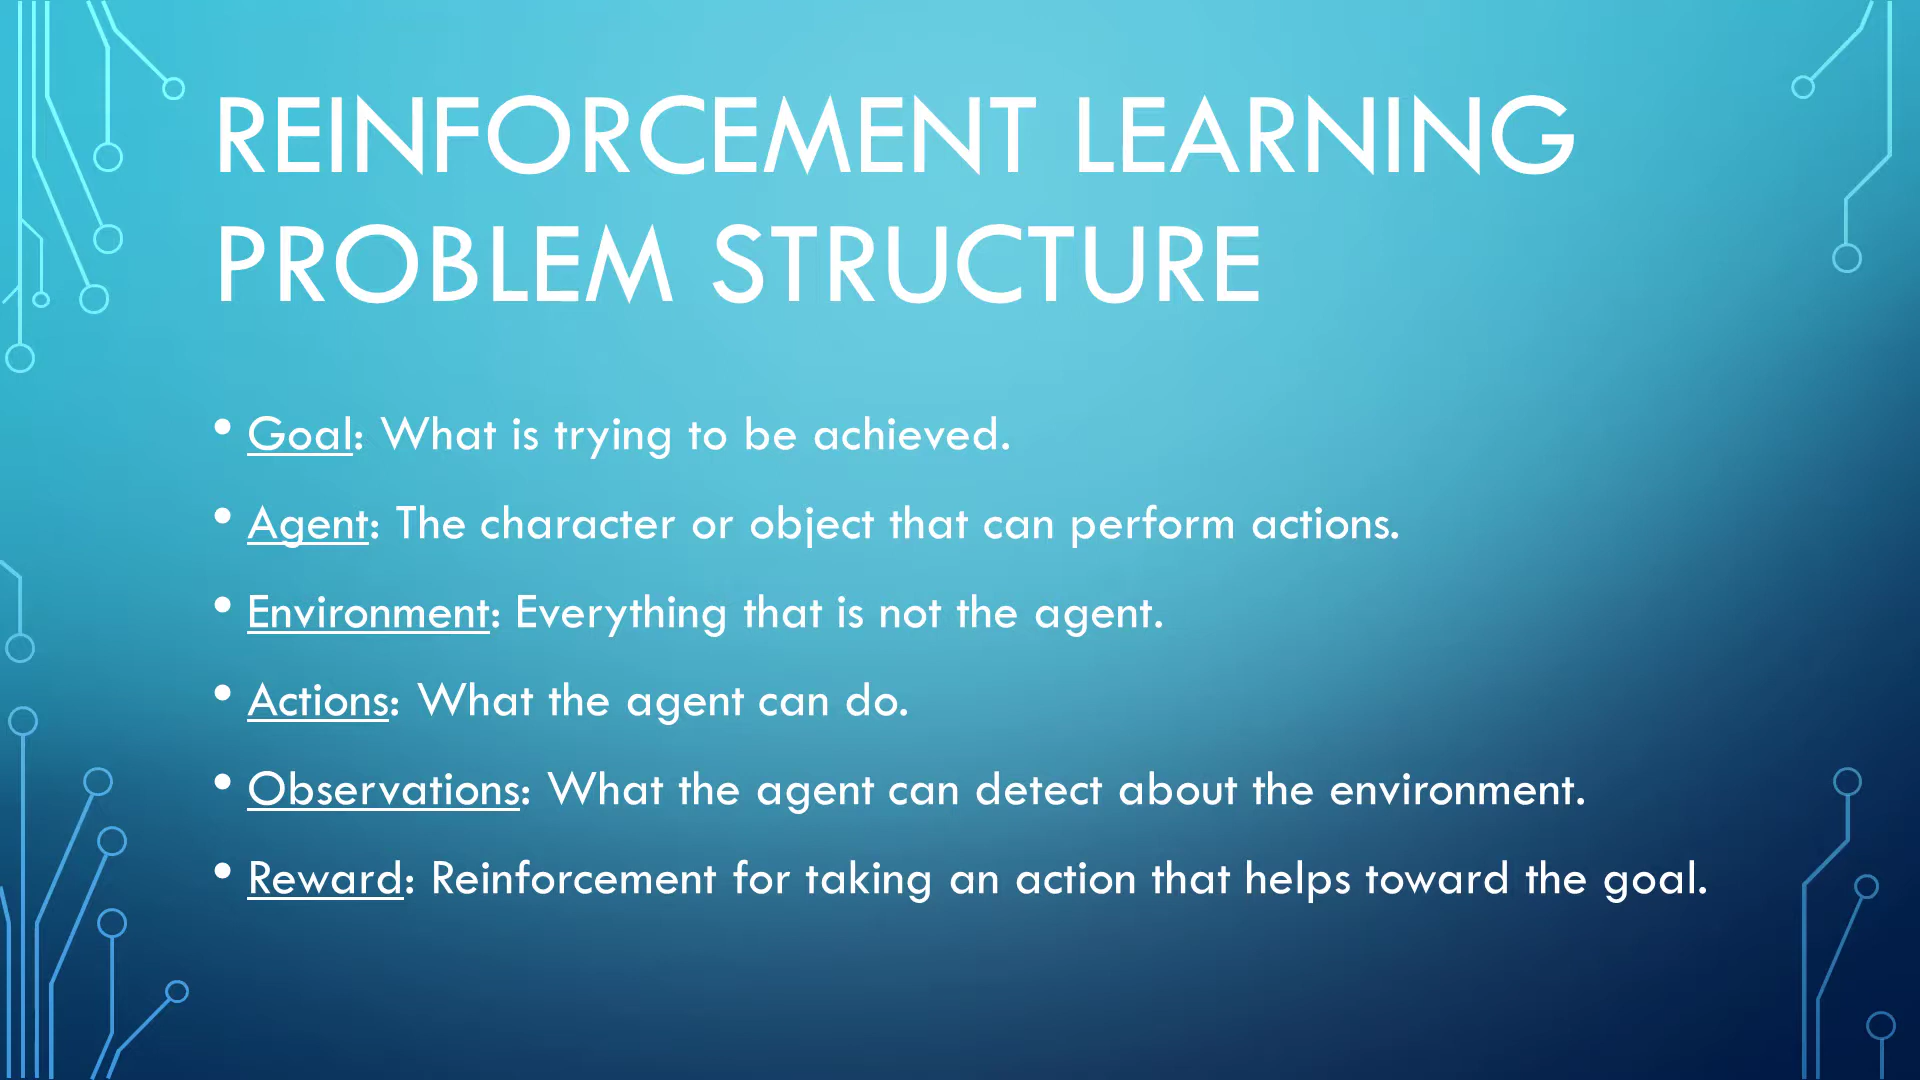 REINFORCEMENT LEARNING
PROBLEM STRUCTURE
• Goal: What is trying to be achieved.
• Agent: The character or object that can perform actions.
• Environment: Everything that is not the agent.
• Actions: What the agent can do.
• Observations: What the agent can detect about the environment.
• Reward: Reinforcement for taking an action that helps toward the goal.